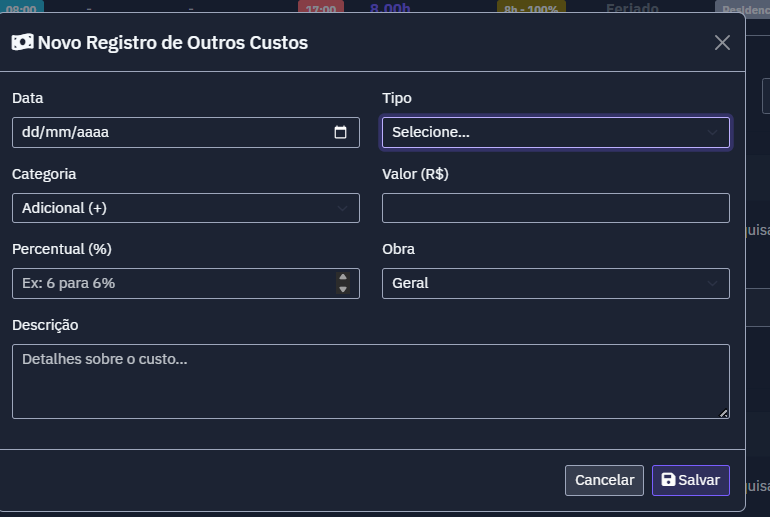 08:00 - - 17:00 8.00h 8h - 100% Feriado
Novo Registro de Outros Custos
Data Tipo
dd/mm/aaaa Selecione...
Categoria Valor (R$)
Adicional (+)
Percentual (%) Obra
Ex: 6 para 6% Geral
Descrição
Detalhes sobre o custo...
Cancelar Salvar